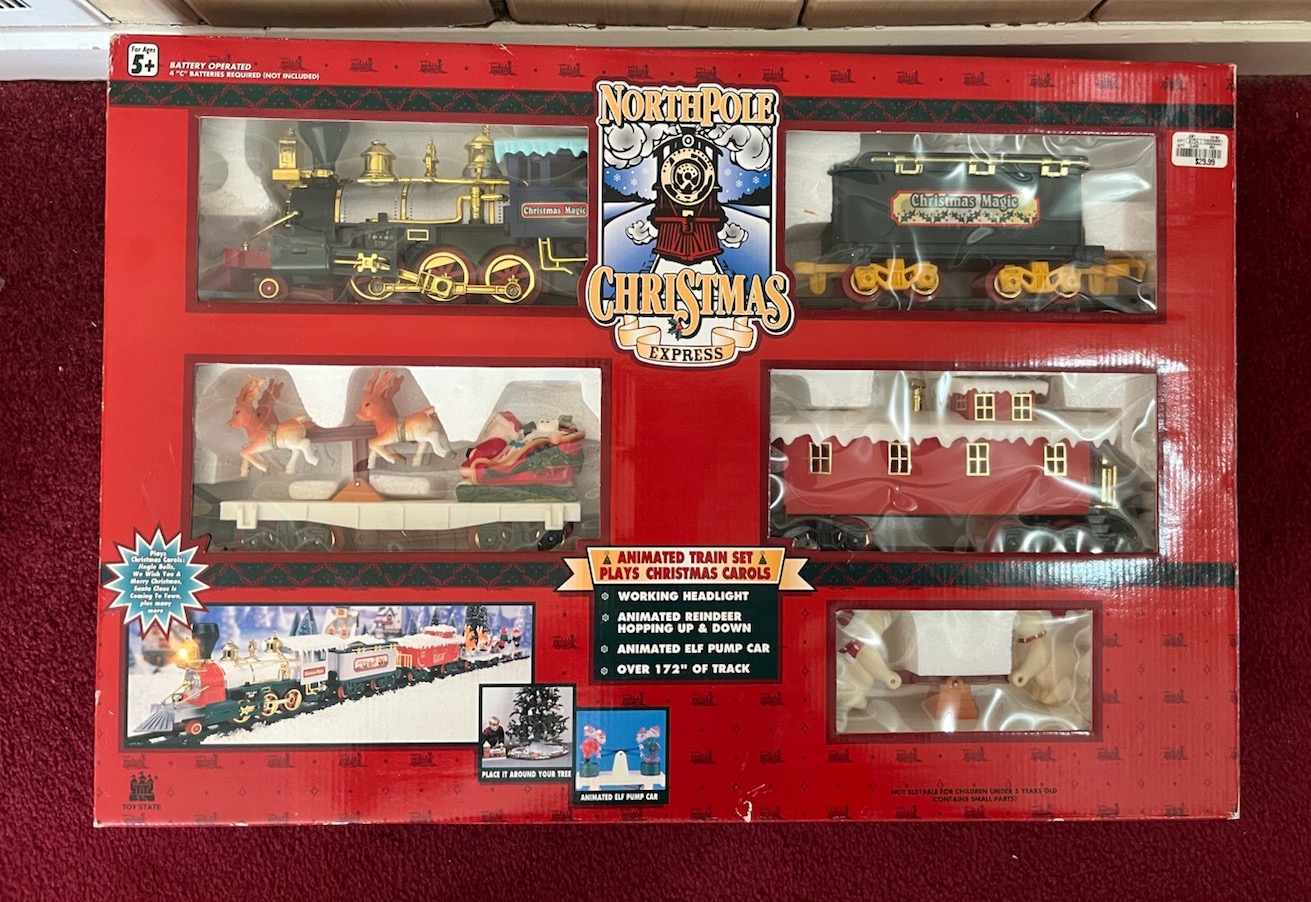 For Ages
5+
BATTERY OPERATED
4 "C" BATTERIES REQUIRED (NOT INCLUDED)
NORTHPOLE
CHRISTMAS
EXPRESS
$29.99
STOP
Christmas Magic
Christmas Magic
Plays
Christmas Carols:
Jingle Bells,
We Wish You A
Merry Christmas,
Santa Claus Is
Coming To Town,
plus many
more
ANIMATED TRAIN SET
PLAYS CHRISTMAS CAROLS
WORKING HEADLIGHT
ANIMATED REINDEER
HOPPING UP & DOWN
ANIMATED ELF PUMP CAR
OVER 172" OF TRACK
PLACE IT AROUND YOUR TREE
ANIMATED ELF PUMP CAR
TOY STATE
NOT SUITABLE FOR CHILDREN UNDER 5 YEARS OLD
(CONTAINS SMALL PARTS)